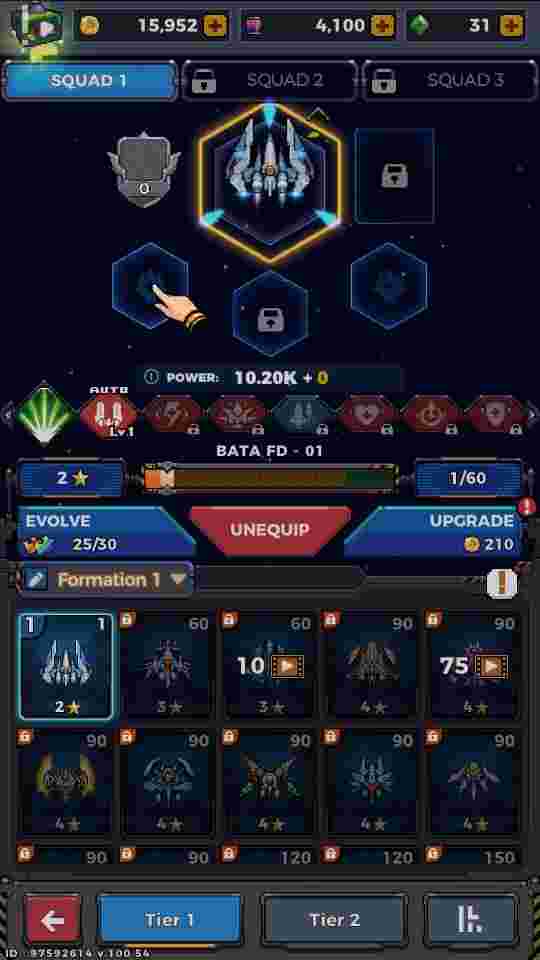 15,952
4,100
31
SQUAD 1
SQUAD 2
SQUAD 3
0
POWER: 10.20K + 0
AUTO
Lv.1
BATA FD - 01
2
1/60
EVOLVE
25/30
UNEQUIP
UPGRADE
210
Formation 1
1 1
60
60
90
90
10
75
2
3
3
4
4
90
90
90
90
90
4
4
4
4
4
90
90
120
120
150
Tier 1
Tier 2
ID : 97592614 v.100.54